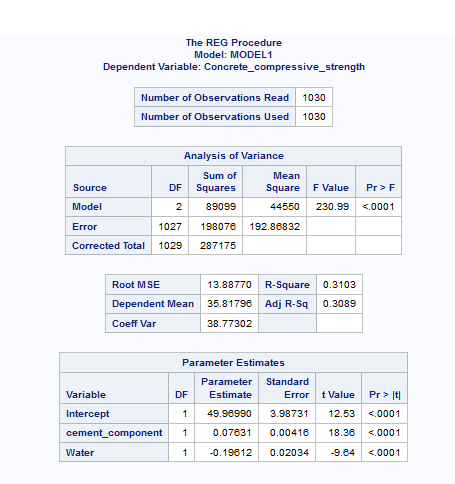 The REG Procedure
Model: MODEL1
Dependent Variable: Concrete_compressive_strength
Number of Observations Read 1030
Number of Observations Used 1030
Analysis of Variance
Source DF Sum of Squares Mean Square F Value Pr > F
Model 2 89099 44550 230.99 <.0001
Error 1027 198076 192.86832
Corrected Total 1029 287175
Root MSE 13.88770 R-Square 0.3103
Dependent Mean 35.81796 Adj R-Sq 0.3089
Coeff Var 38.77302
Parameter Estimates
Variable DF Parameter Estimate Standard Error t Value Pr > |t|
Intercept 1 49.96990 3.98731 12.53 <.0001
cement_component 1 0.07631 0.00416 18.36 <.0001
Water 1 -0.19612 0.02034 -9.64 <.0001